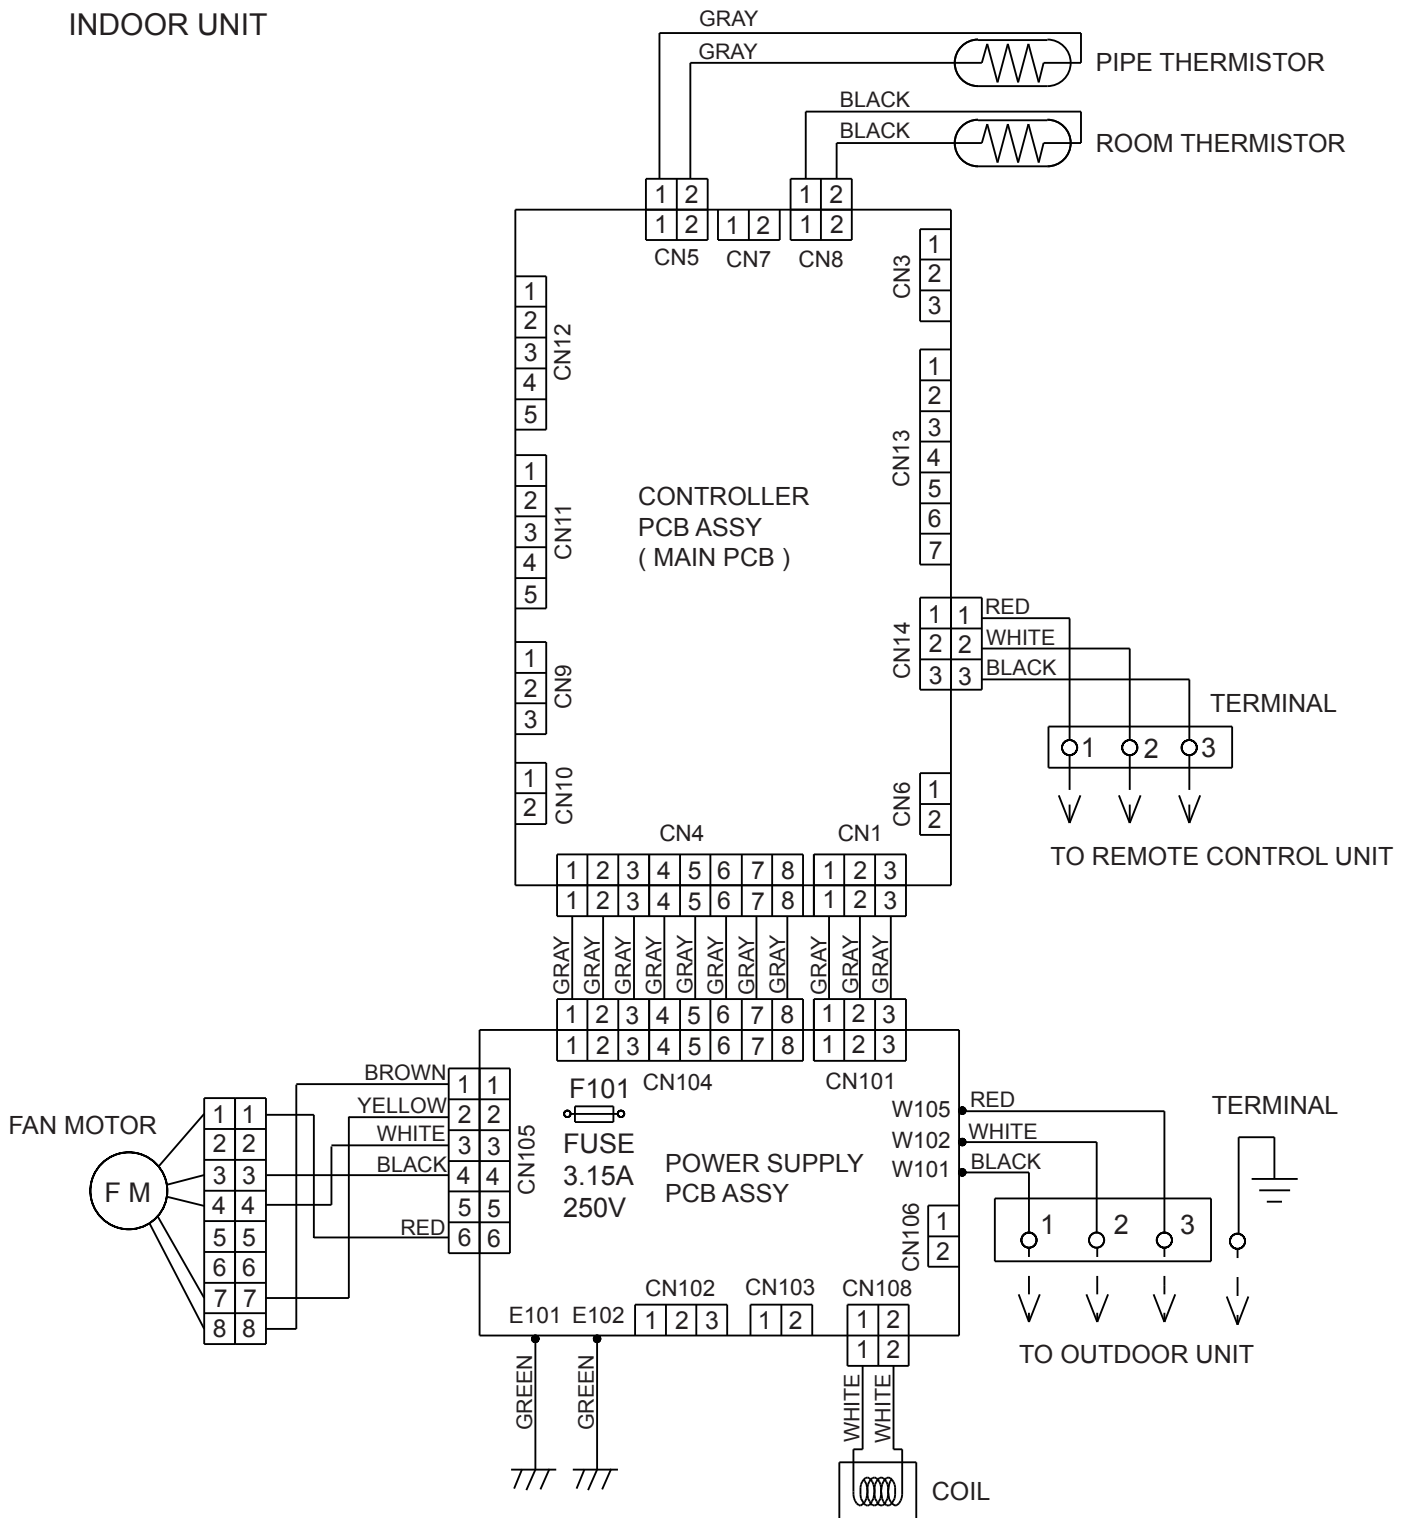 INDOOR UNIT
GRAY
GRAY
PIPE THERMISTOR
BLACK
BLACK
ROOM THERMISTOR
1 2 1 2
1 2 1 2 1 2
CN5 CN7 CN8
CN3
1
2
3
CN12
1
2
3
4
5
CN13
1
2
3
4
5
6
7
CN11
1
2
3
4
5
CONTROLLER
PCB ASSY
( MAIN PCB )
CN14
1 1 RED
2 2 WHITE
3 3 BLACK
CN9
1
2
3
TERMINAL
1 2 3
TO REMOTE CONTROL UNIT
CN10
1
2
CN6
1
2
CN4 CN1
1 2 3 4 5 6 7 8 1 2 3
1 2 3 4 5 6 7 8 1 2 3
GRAY GRAY GRAY GRAY GRAY GRAY GRAY GRAY GRAY GRAY GRAY
1 2 3 4 5 6 7 8 1 2 3
1 2 3 4 5 6 7 8 1 2 3
CN104 CN101
BROWN 1 1
YELLOW 2 2
WHITE 3 3
BLACK 4 4
5 5
RED 6 6
CN105
F101
FUSE
3.15A
250V
POWER SUPPLY
PCB ASSY
FAN MOTOR
F M
1 1
2 2
3 3
4 4
5 5
6 6
7 7
8 8
W105 RED
W102 WHITE
W101 BLACK
TERMINAL
CN106
1
2
1 2 3
TO OUTDOOR UNIT
E101 E102
CN102 CN103 CN108
1 2 3 1 2 1 2
1 2
GREEN GREEN
WHITE WHITE
COIL